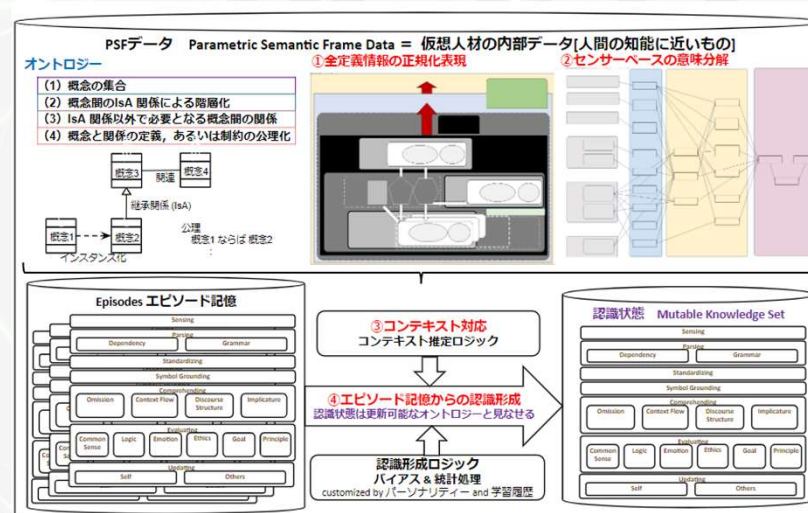 PSFデータ Parametric Semantic Frame Data = 仮想人材の内部データ[人間の知能に近いもの]
オントロジー
(1)概念の集合
(2)概念間のIsA 関係による階層化
(3)IsA 関係以外で必要となる概念間の関係
(4)概念と関係の定義,あるいは制約の公理化
概念3
関連
概念4
継承関係 (IsA)
概念1
概念2
インスタンス化
公理
概念1 ならば 概念2
:
①全定義情報の正規化表現
②センサーベースの意味分解
Episodes エピソード記憶
Sensing
Parsing
Dependency
Grammar
Standardizing
Symbol Grounding
Comprehending
Omission
Context Flow
Discourse Structure
Implicature
Evaluating
Common Sense
Logic
Emotion
Ethics
Goal
Principle
Updating
Self
Others
③コンテキスト対応
コンテキスト推定ロジック
④エピソード記憶からの認識形成
認識状態は更新可能なオントロジーと見なせる
認識形成ロジック
バイアス & 統計処理
customized by パーソナリティー and 学習履歴
認識状態 Mutable Knowledge Set
Sensing
Parsing
Dependency
Grammar
Standardizing
Symbol Grounding
Comprehending
Omission
Context Flow
Discourse Structure
Implicature
Evaluating
Common Sense
Logic
Emotion
Ethics
Goal
Principle
Updating
Self
Others